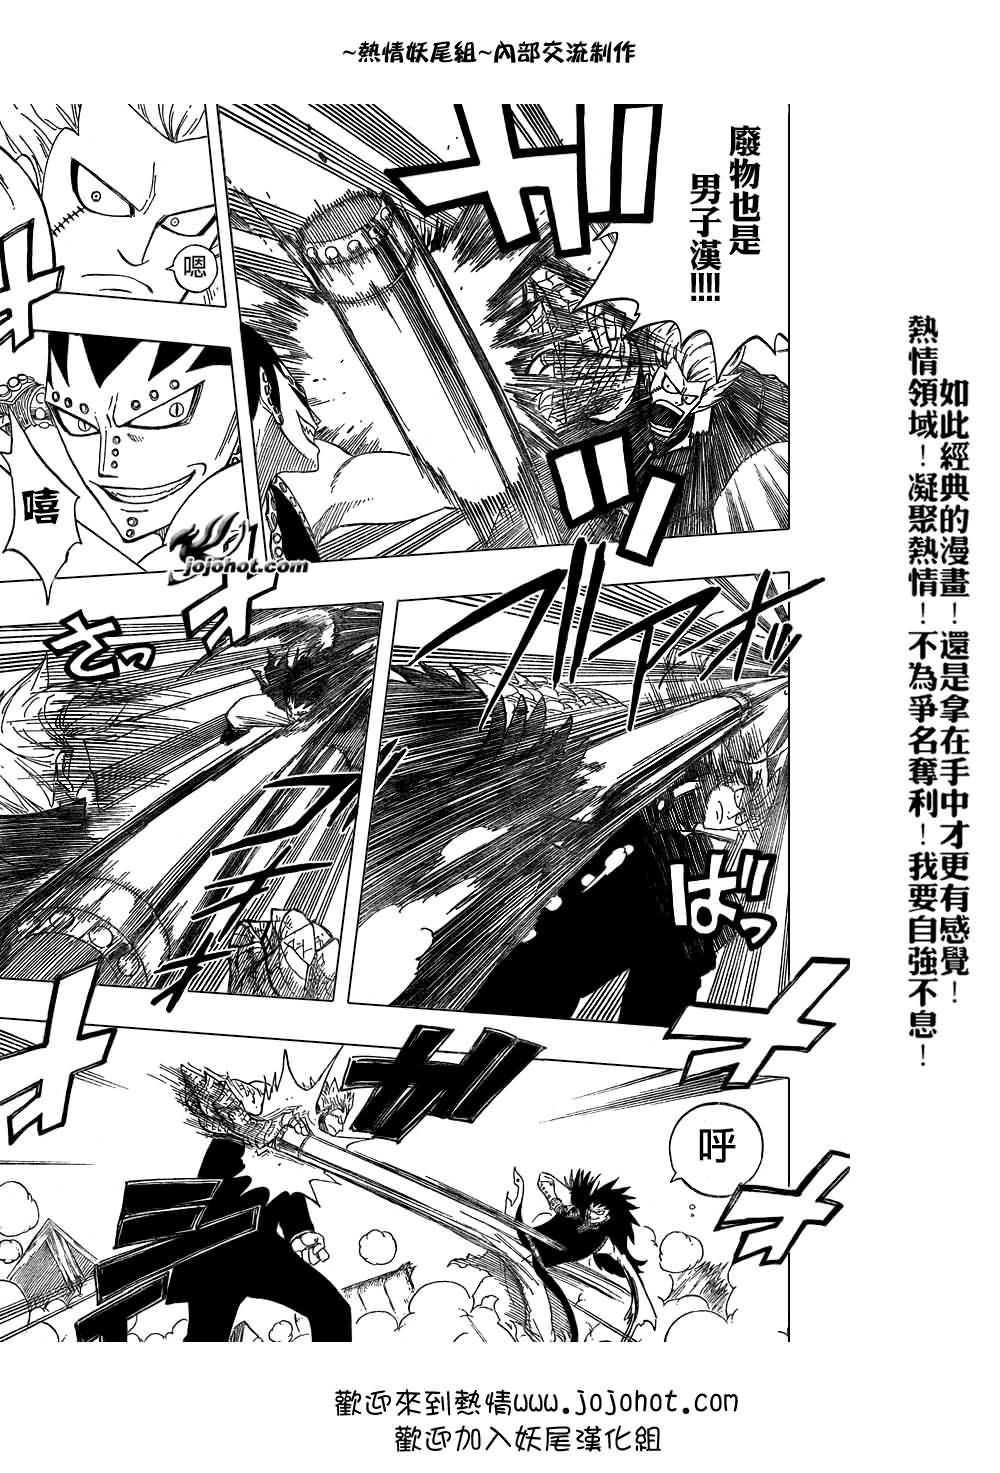 ~熱情妖尾組~內部交流制作
廢物也是
男子漢!!!!
嗯
嘻
jojohot.com
ブアオオ
さっ
ばっ
呼
如此經典的漫畫！還是拿在手中才更有感覺！
熱情領域！凝聚熱情！不為爭名奪利！我要自強不息！
歡迎來到熱情www.jojohot.com
歡迎加入妖尾漢化組